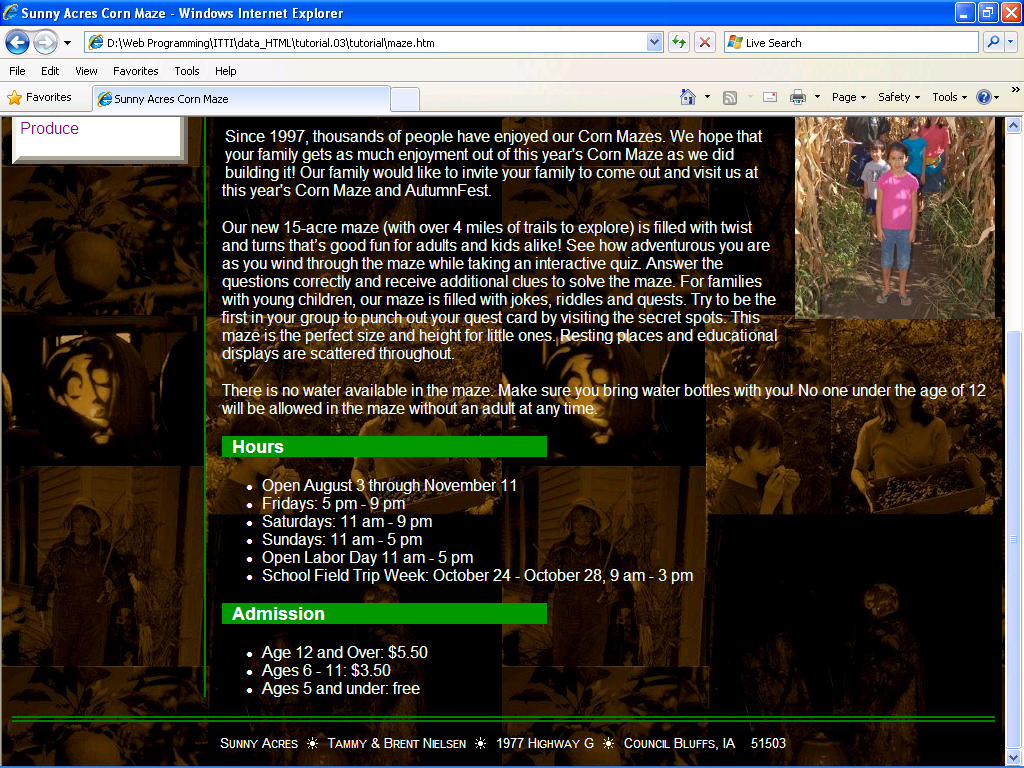 Sunny Acres Corn Maze - Windows Internet Explorer
D:\Web Programming\ITTI\data_HTML\tutorial.03\tutorial\maze.htm
Live Search
File Edit View Favorites Tools Help
Favorites
Sunny Acres Corn Maze
Page Safety Tools
Produce
Since 1997, thousands of people have enjoyed our Corn Mazes. We hope that
your family gets as much enjoyment out of this year's Corn Maze as we did
building it! Our family would like to invite your family to come out and visit us at
this year's Corn Maze and AutumnFest.
Our new 15-acre maze (with over 4 miles of trails to explore) is filled with twist
and turns that's good fun for adults and kids alike! See how adventurous you are
as you wind through the maze while taking an interactive quiz. Answer the
questions correctly and receive additional clues to solve the maze. For families
with young children, our maze is filled with jokes, riddles and quests. Try to be the
first in your group to punch out your quest card by visiting the secret spots. This
maze is the perfect size and height for little ones. Resting places and educational
displays are scattered throughout.
There is no water available in the maze. Make sure you bring water bottles with you! No one under the age of 12
will be allowed in the maze without an adult at any time.
Hours
• Open August 3 through November 11
• Fridays: 5 pm - 9 pm
• Saturdays: 11 am - 9 pm
• Sundays: 11 am - 5 pm
• Open Labor Day 11 am - 5 pm
• School Field Trip Week: October 24 - October 28, 9 am - 3 pm
Admission
• Age 12 and Over: $5.50
• Ages 6 - 11: $3.50
• Ages 5 and under: free
Sunny Acres ☼ Tammy & Brent Nielsen ☼ 1977 Highway G ☼ Council Bluffs, IA 51503